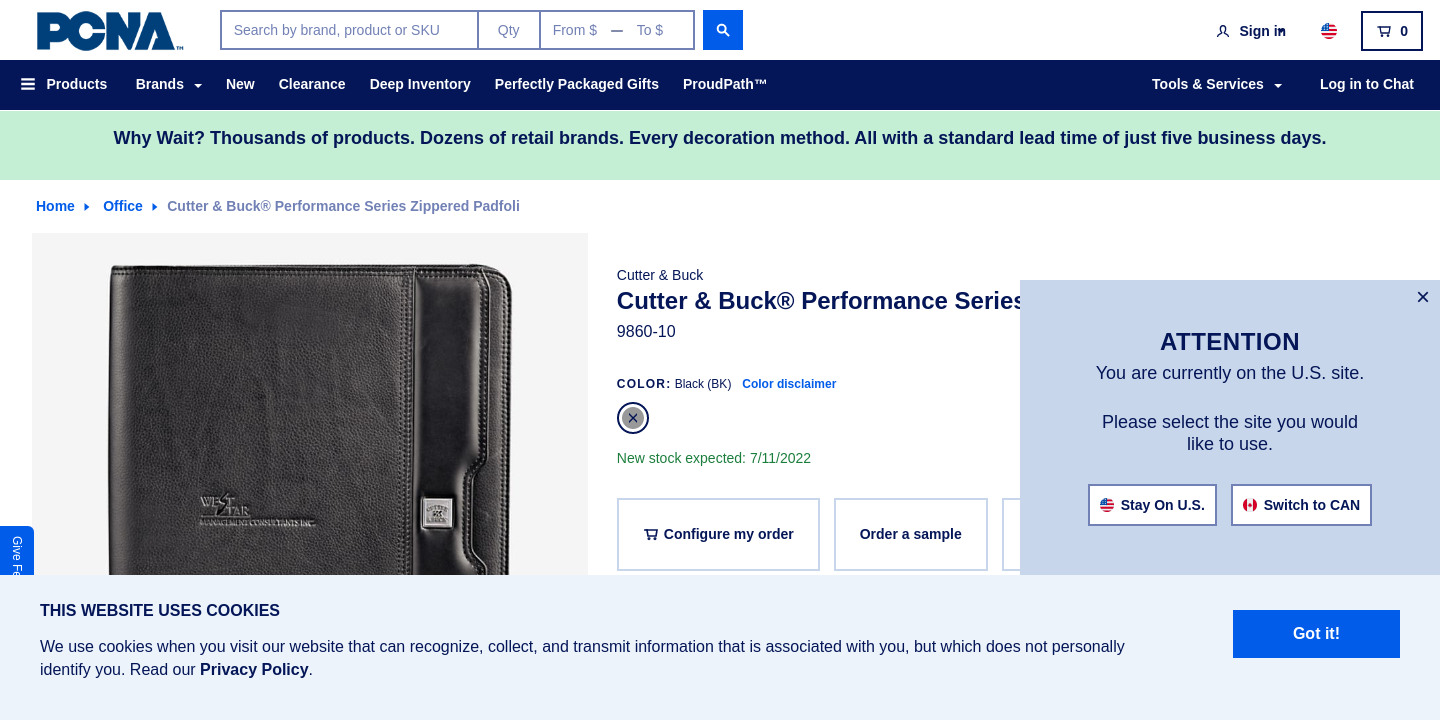 PCNA™
Search by brand, product or SKU
Qty
From $ — To $
Sign in
0
Products
Brands
New
Clearance
Deep Inventory
Perfectly Packaged Gifts
ProudPath™
Tools & Services
Log in to Chat
Why Wait? Thousands of products. Dozens of retail brands. Every decoration method. All with a standard lead time of just five business days.
Home
Office
Cutter & Buck® Performance Series Zippered Padfoli
WEST STAR
MANAGEMENT CONSULTANTS INC.
CUTTER & BUCK
Cutter & Buck
Cutter & Buck® Performance Series
9860-10
COLOR: Black (BK) Color disclaimer
New stock expected: 7/11/2022
Configure my order
Order a sample
ATTENTION
You are currently on the U.S. site.
Please select the site you would
like to use.
Stay On U.S.
Switch to CAN
Give Fe
THIS WEBSITE USES COOKIES
We use cookies when you visit our website that can recognize, collect, and transmit information that is associated with you, but which does not personally
identify you. Read our Privacy Policy.
Got it!